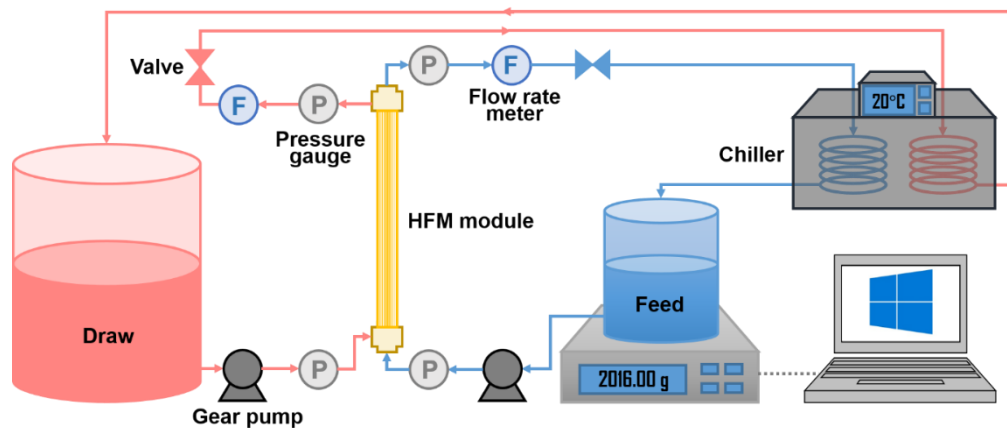 Valve
P
F
Flow rate
meter
20°C
F
P
Pressure
gauge
Chiller
HFM module
Draw
Feed
P
P
Gear pump
2016.00 g